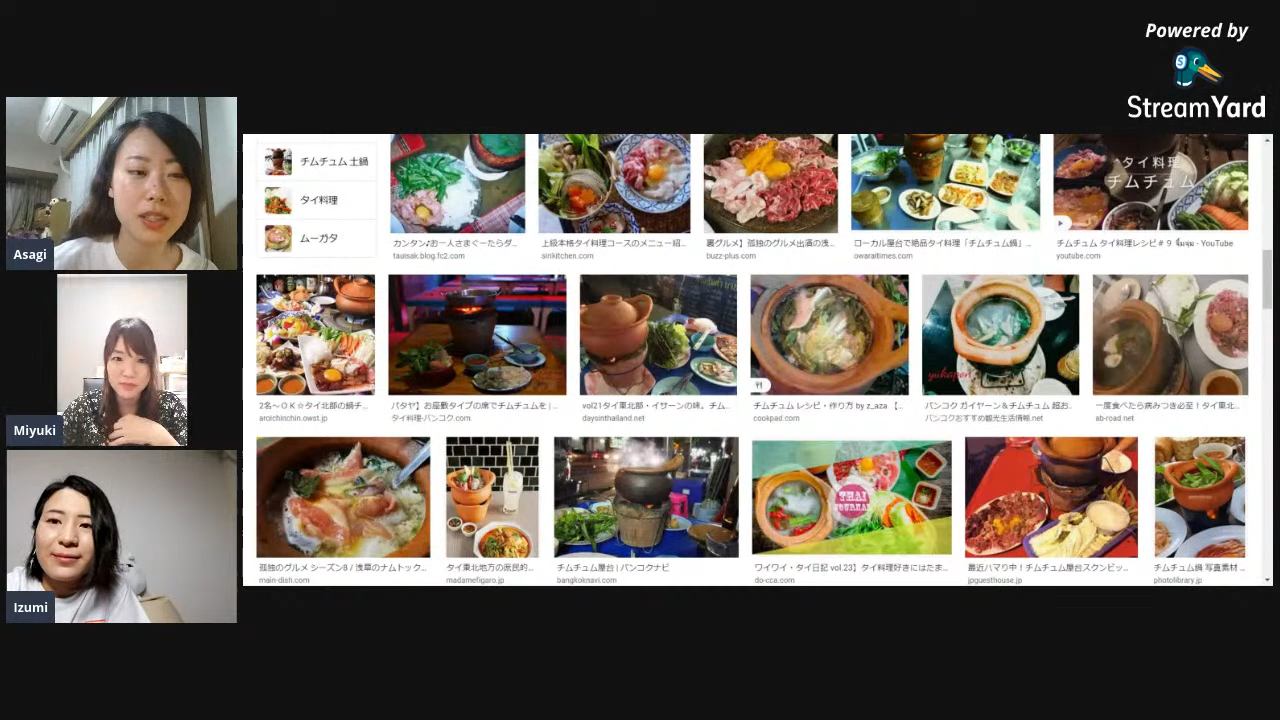 Powered by
StreamYard
Asagi
Miyuki
Izumi
チムチュム 土鍋
タイ料理
ムーガタ
カンタン♪お一人さまぐーたらダ...
tauisak.blog.fc2.com
上級本格タイ料理コースのメニュー紹...
sirikitchen.com
裏グルメ】孤独のグルメ出演の浅...
buzz-plus.com
ローカル屋台で絶品タイ料理「チムチュム鍋」...
owaraitimes.com
タイ料理
チムチュム
チムチュム タイ料理レシピ＃９ จิ้มจุ่ม - YouTube
youtube.com
2名～ＯＫ☆タイ北部の鍋チ...
aroichinchin.owst.jp
パタヤ】お座敷タイプの席でチムチュムを | ...
タイ料理-バンコク.com
vol21タイ東北部・イサーンの味。チム...
daysinthailand.net
チムチュム レシピ・作り方 by z_aza 【...
cookpad.com
yukapon
バンコク ガイヤーン＆チムチュム 超お...
バンコクおすすめ観光生活情報.net
一度食べたら病みつき必至！タイ東北...
ab-road.net
孤独のグルメ シーズン8 / 浅草のナムトック...
main-dish.com
タイ東北地方の庶民的...
madamefigaro.jp
チムチュム屋台 | バンコクナビ
bangkoknavi.com
THAI
JOURNAL
ワイワイ・タイ日記 vol.23】タイ料理好きにはたま...
do-cca.com
最近ハマり中！チムチュム屋台スクンビッ...
jpguesthouse.jp
チムチュム鍋 写真素材 ...
photolibrary.jp